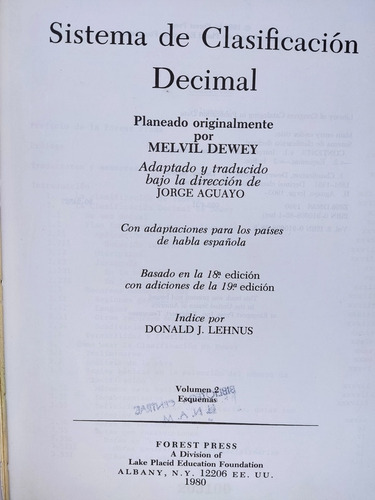 Sistema de Clasificación
Decimal
Planeado originalmente
por
MELVIL DEWEY
Adaptado y traducido
bajo la dirección de
JORGE AGUAYO
Con adaptaciones para los países
de habla española
Basado en la 18ª edición
con adiciones de la 19ª edición
Indice por
DONALD J. LEHNUS
Volumen 2
Esquemas
FOREST PRESS
A Division of
Lake Placid Education Foundation
ALBANY, N.Y. 12206 EE. UU.
1980